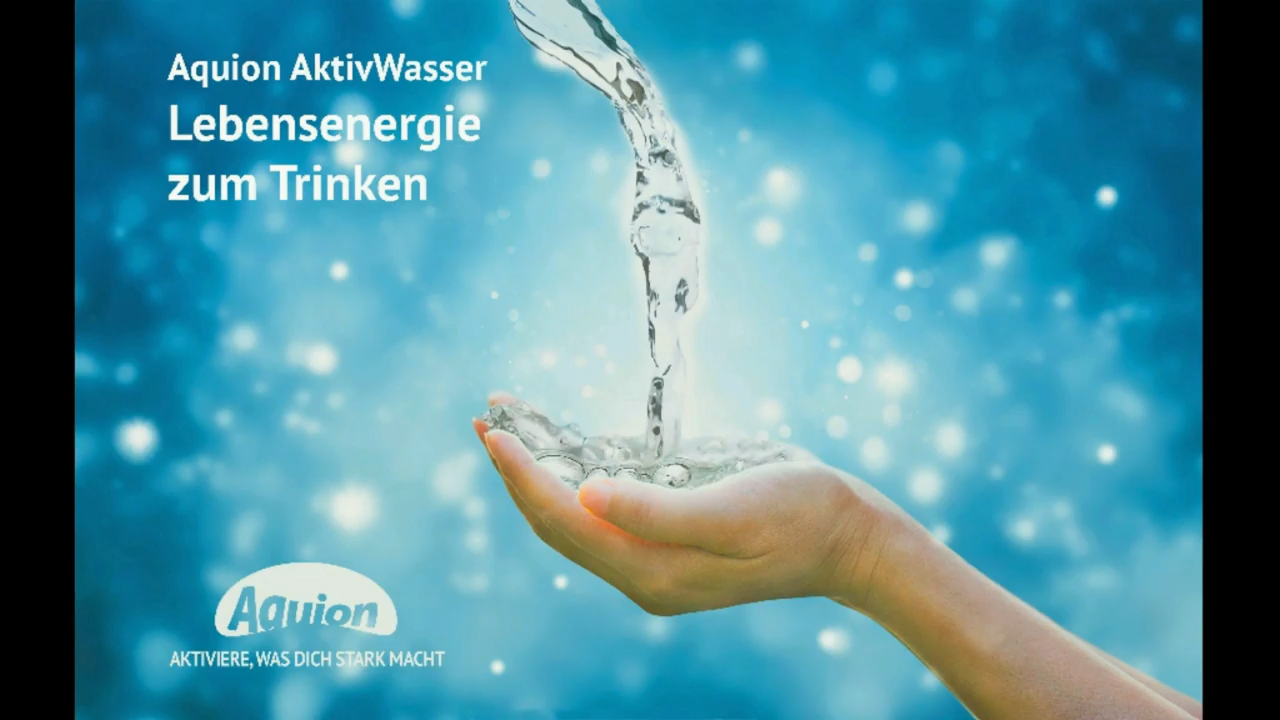 Aquion AktivWasser
Lebensenergie
zum Trinken
Aquion
AKTIVIERE, WAS DICH STARK MACHT